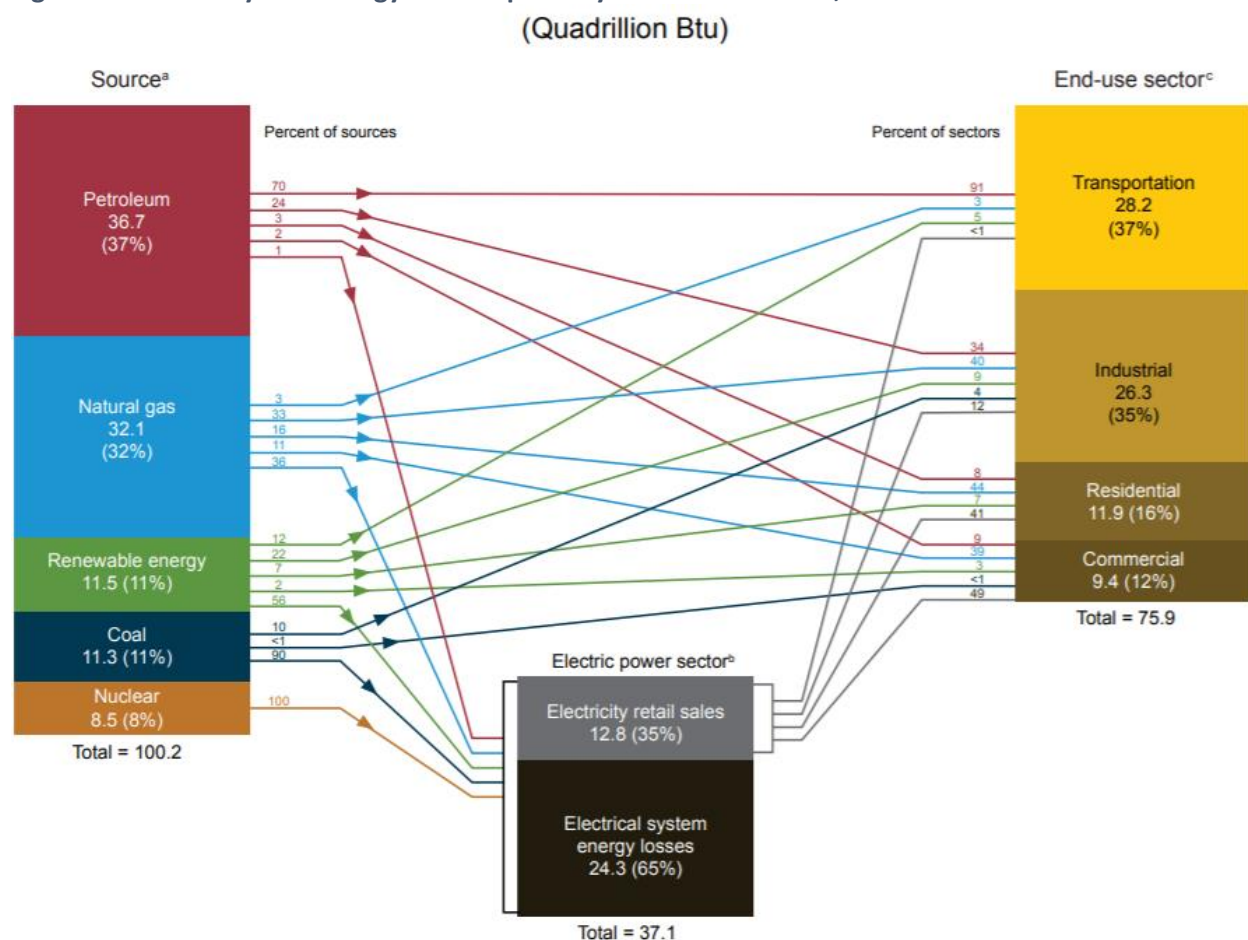 (Quadrillion Btu)
Sourceᵃ
End-use sectorᶜ
Percent of sources
Percent of sectors
Petroleum
36.7
(37%)
70
24
3
2
1
Natural gas
32.1
(32%)
3
33
16
11
36
Renewable energy
11.5 (11%)
12
22
7
2
56
Coal
11.3 (11%)
10
<1
90
Nuclear
8.5 (8%)
100
Total = 100.2
Electric power sectorᵇ
Electricity retail sales
12.8 (35%)
Electrical system
energy losses
24.3 (65%)
Total = 37.1
91
3
5
<1
Transportation
28.2
(37%)
34
40
9
4
12
Industrial
26.3
(35%)
8
44
7
41
Residential
11.9 (16%)
9
39
3
<1
49
Commercial
9.4 (12%)
Total = 75.9